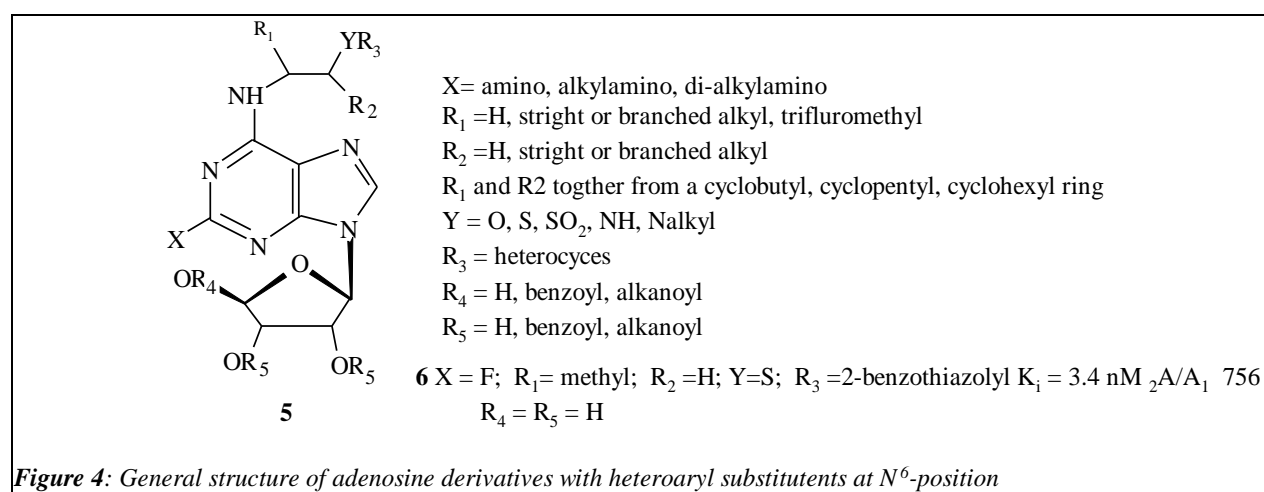 R₁
YR₃
NH
R₂
N
N
X
N
N
O
OR₄
OR₅
OR₅
5
X= amino, alkylamino, di-alkylamino
R₁ =H, stright or branched alkyl, trifluromethyl
R₂ =H, stright or branched alkyl
R₁ and R2 togther from a cyclobutyl, cyclopentyl, cyclohexyl ring
Y = O, S, SO₂, NH, Nalkyl
R₃ = heterocyces
R₄ = H, benzoyl, alkanoyl
R₅ = H, benzoyl, alkanoyl
6 X = F; R₁= methyl; R₂ =H; Y=S; R₃ =2-benzothiazolyl Kᵢ = 3.4 nM ₂A/A₁ 756
R₄ = R₅ = H
Figure 4: General structure of adenosine derivatives with heteroaryl substitutents at N⁶-position